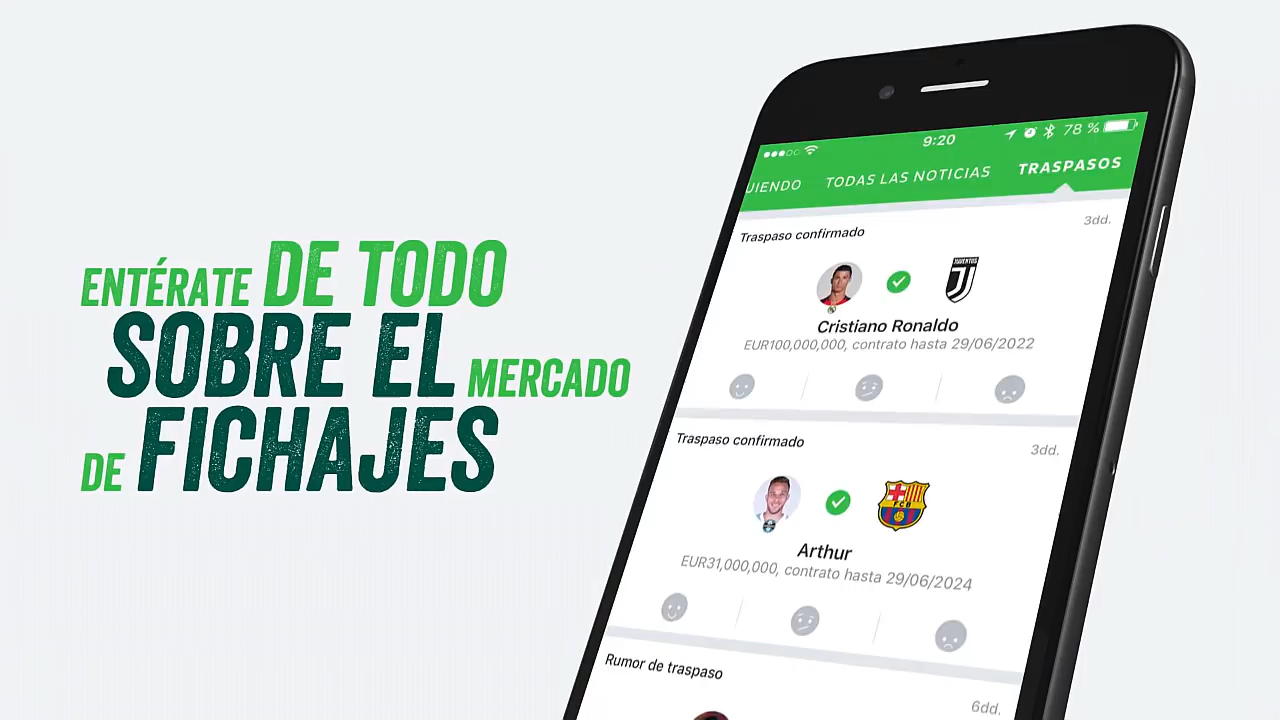 ENTÉRATE DE TODO
SOBRE EL MERCADO
DE FICHAJES
9:20
78 %
UIENDO
TODAS LAS NOTICIAS
TRASPASOS
Traspaso confirmado
3dd.
JUVENTUS
Cristiano Ronaldo
EUR100,000,000, contrato hasta 29/06/2022
Traspaso confirmado
3dd.
FCB
Arthur
EUR31,000,000, contrato hasta 29/06/2024
Rumor de traspaso
6dd.